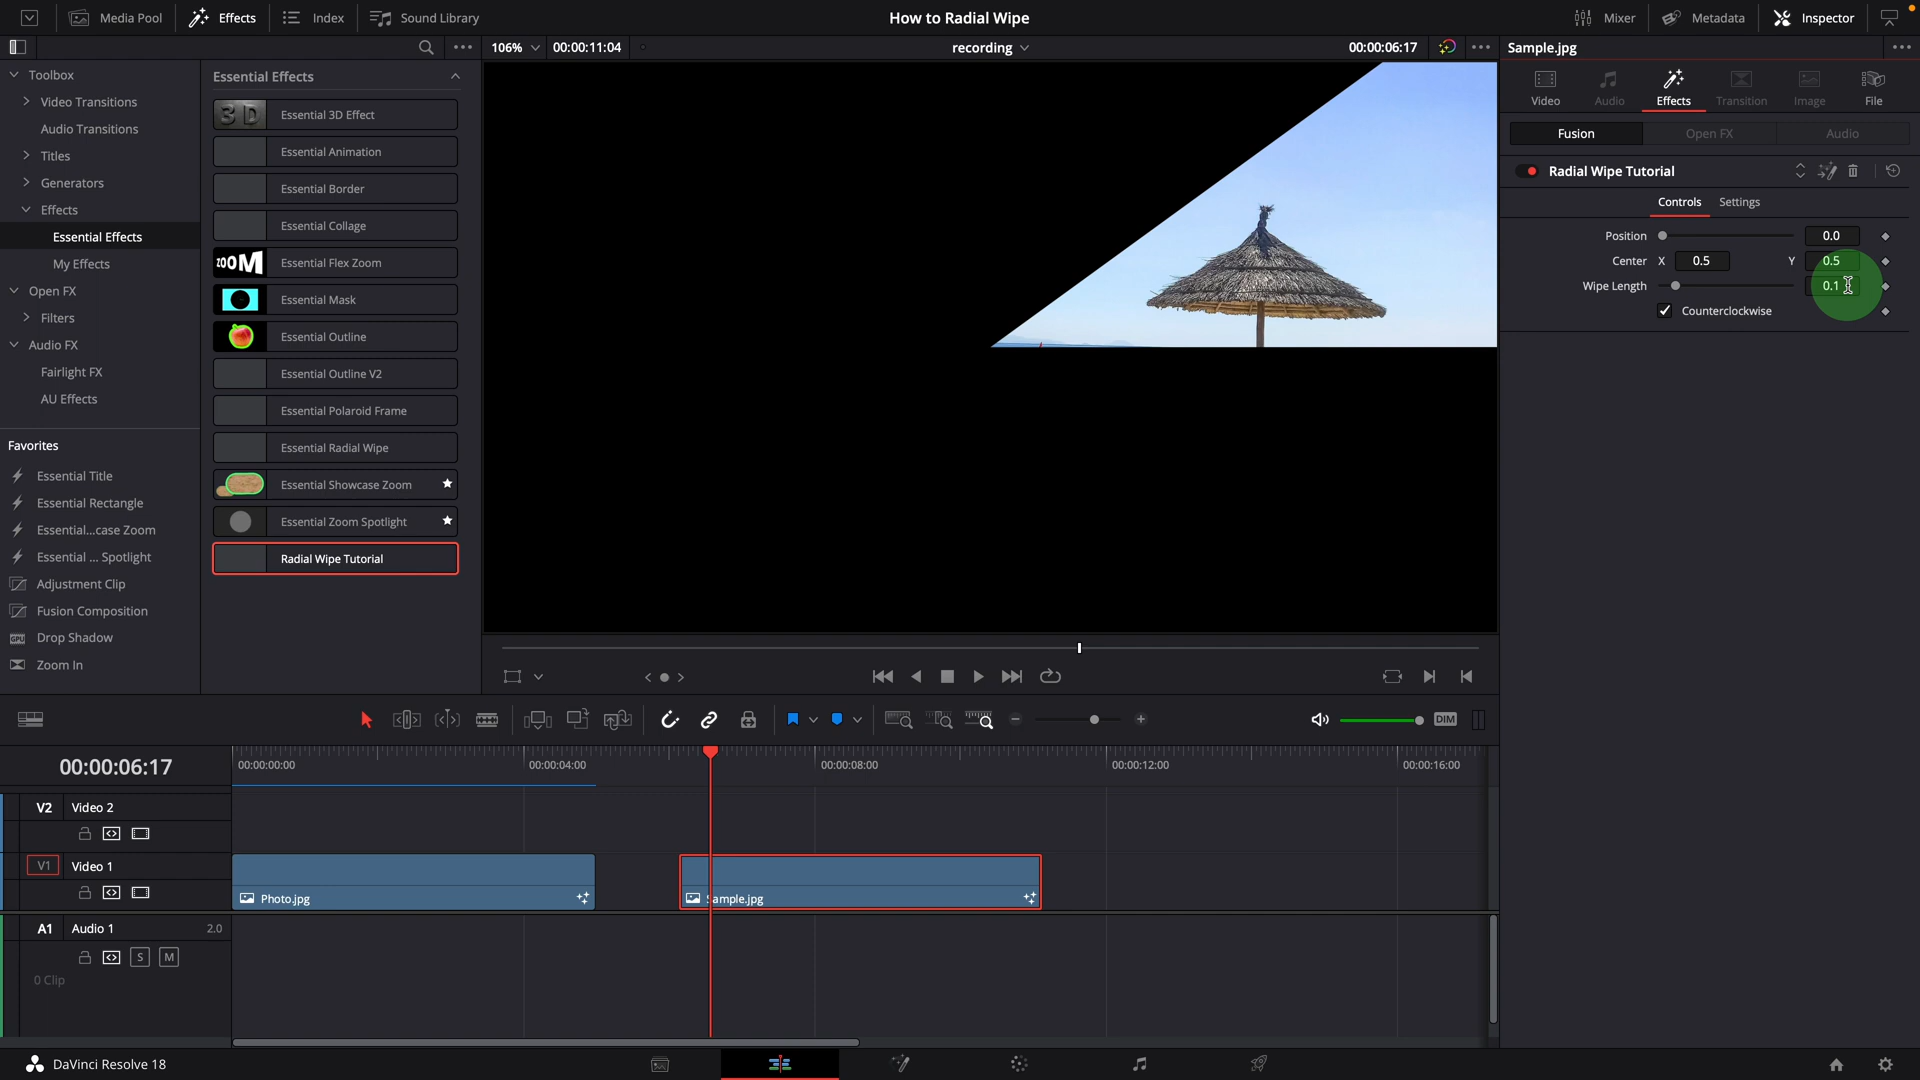 Media Pool
Effects
Index
Sound Library
How to Radial Wipe
Mixer
Metadata
Inspector
106%
00:00:11:04
recording
00:00:06:17
Sample.jpg
Toolbox
Video Transitions
Audio Transitions
Titles
Generators
Effects
Essential Effects
My Effects
Open FX
Filters
Audio FX
Fairlight FX
AU Effects
Favorites
Essential Title
Essential Rectangle
Essential...case Zoom
Essential ... Spotlight
Adjustment Clip
Fusion Composition
Drop Shadow
Zoom In
Essential Effects
3D Essential 3D Effect
Essential Animation
Essential Border
Essential Collage
ZOOM Essential Flex Zoom
Essential Mask
Essential Outline
Essential Outline V2
Essential Polaroid Frame
Essential Radial Wipe
Essential Showcase Zoom
Essential Zoom Spotlight
Radial Wipe Tutorial
Video
Audio
Effects
Transition
Image
File
Fusion
Open FX
Audio
Radial Wipe Tutorial
Controls
Settings
Position 0.0
Center X 0.5 Y 0.5
Wipe Length 0.1
Counterclockwise
DIM
00:00:06:17
00:00:00:00
00:00:04:00
00:00:08:00
00:00:12:00
00:00:16:00
V2 Video 2
V1 Video 1
Photo.jpg
Sample.jpg
A1 Audio 1 2.0
S M
0 Clip
DaVinci Resolve 18